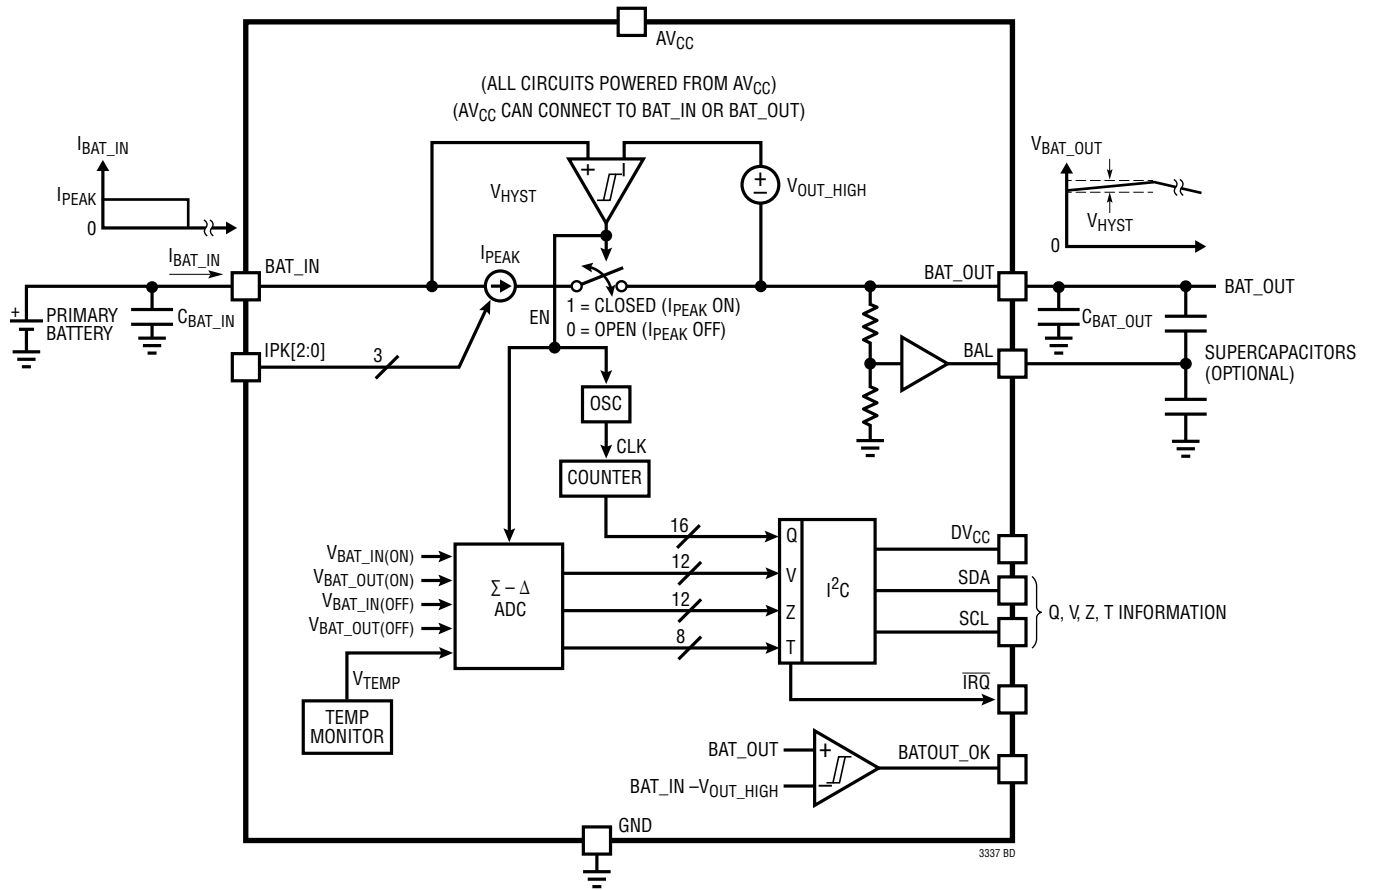 AVCC
(ALL CIRCUITS POWERED FROM AVCC)
(AVCC CAN CONNECT TO BAT_IN OR BAT_OUT)
IBAT_IN
IPEAK
0
VBAT_OUT
VHYST
0
VHYST
+
VOUT_HIGH
+
–
IBAT_IN
BAT_IN
IPEAK
BAT_OUT
BAT_OUT
+
PRIMARY
BATTERY
CBAT_IN
EN
1 = CLOSED (IPEAK ON)
0 = OPEN (IPEAK OFF)
CBAT_OUT
IPK[2:0]
3
BAL
SUPERCAPACITORS
(OPTIONAL)
OSC
CLK
COUNTER
16
12
12
8
Q
V
Z
T
I2C
VBAT_IN(ON)
VBAT_OUT(ON)
VBAT_IN(OFF)
VBAT_OUT(OFF)
Σ – Δ
ADC
VTEMP
TEMP
MONITOR
DVCC
SDA
SCL
Q, V, Z, T INFORMATION
IRQ
BAT_OUT
+
BAT_IN –VOUT_HIGH
–
BATOUT_OK
GND
3337 BD